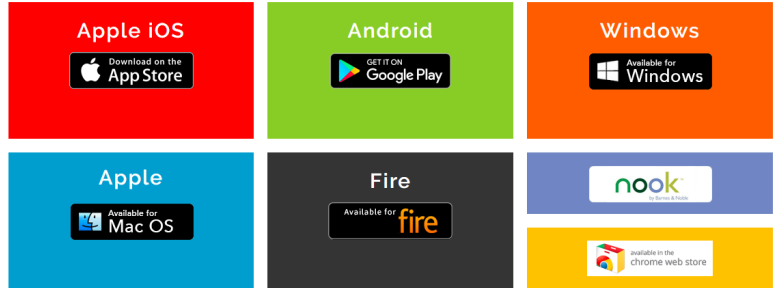 Apple iOS
Download on the
App Store
Android
GET IT ON
Google Play
Windows
Available for
Windows
Apple
Available for
Mac OS
Fire
Available for fire
nook
by Barnes & Noble
available in the
chrome web store